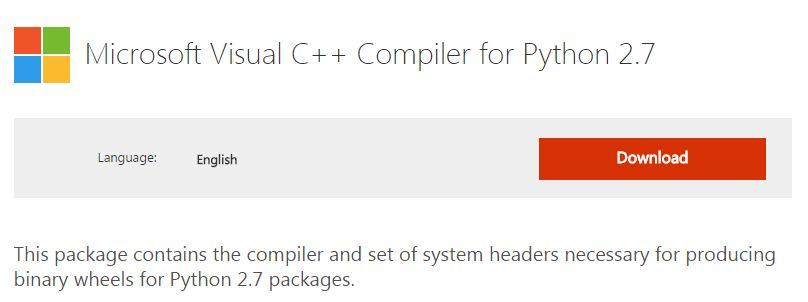 Microsoft Visual C++ Compiler for Python 2.7
Language: English Download
This package contains the compiler and set of system headers necessary for producing
binary wheels for Python 2.7 packages.